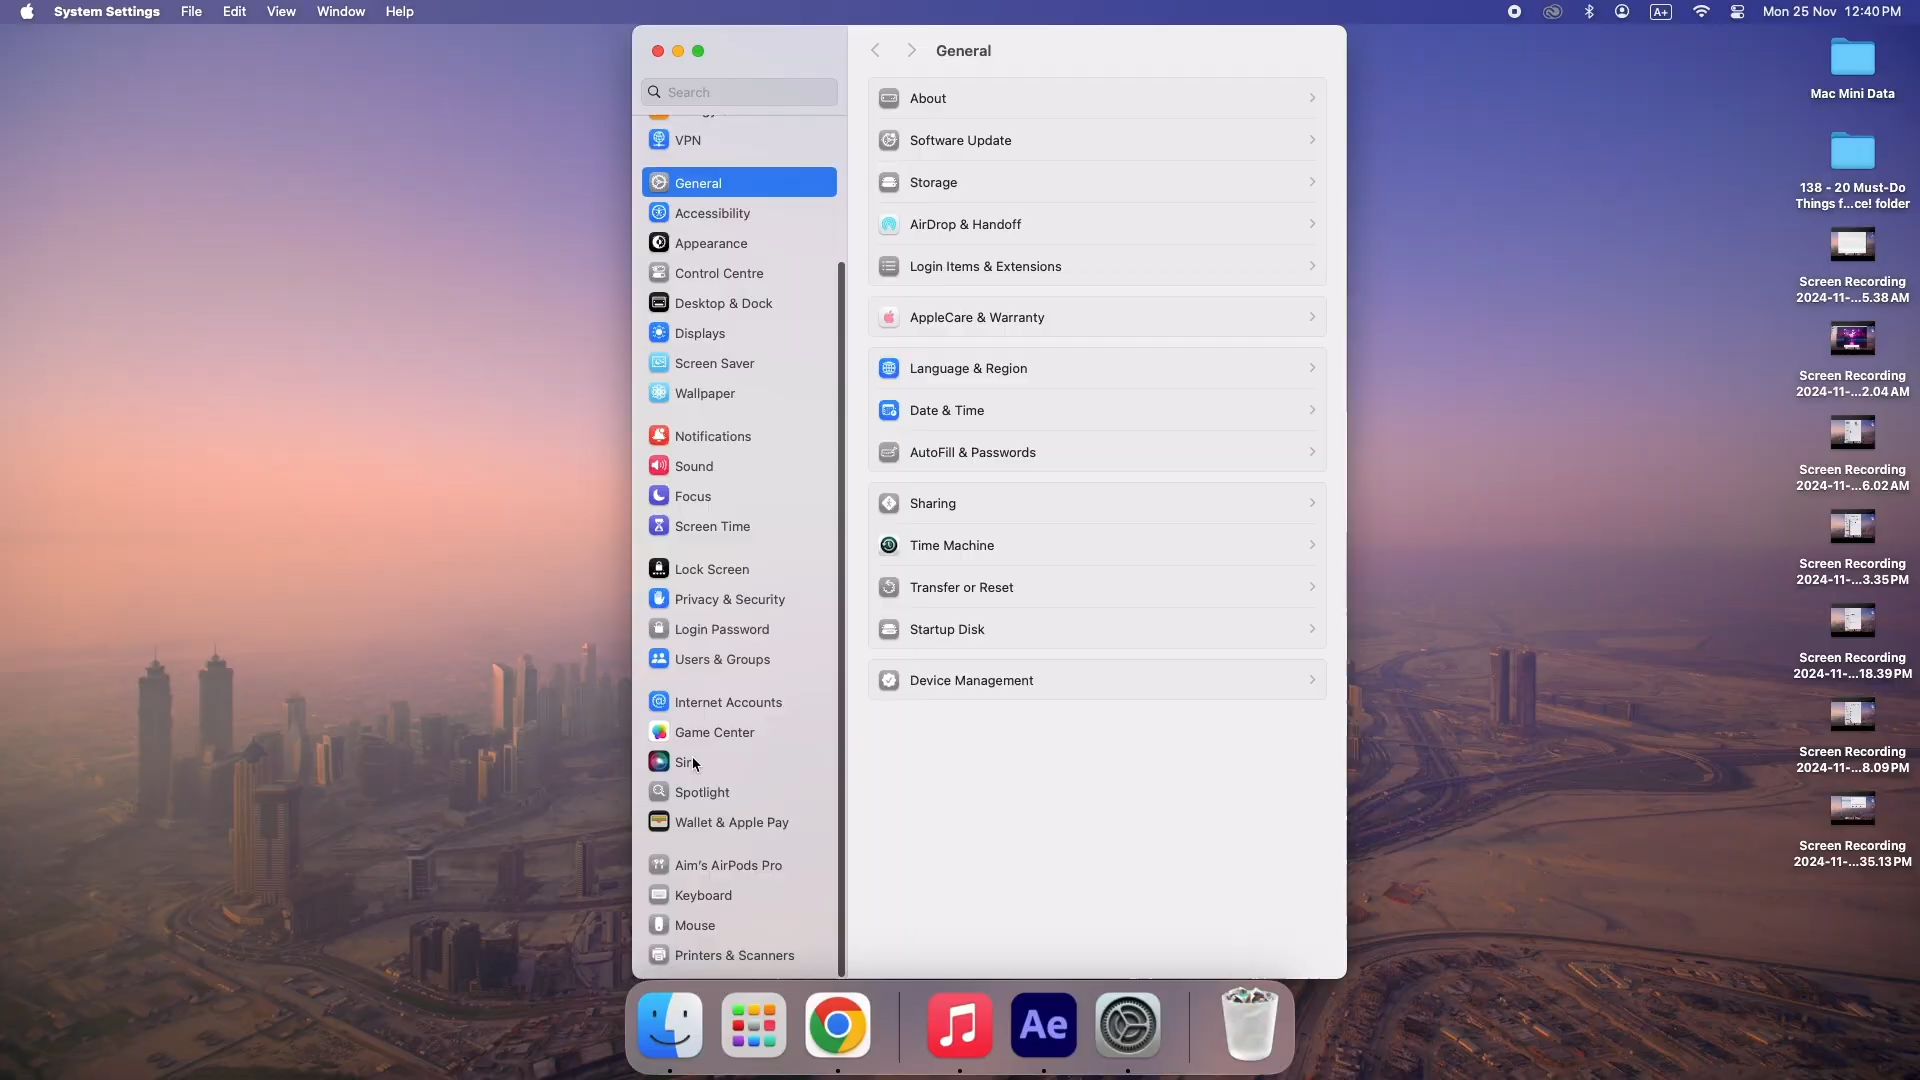 System Settings File Edit View Window Help
A+ Mon 25 Nov 12:40 PM
Search
VPN
General
Accessibility
Appearance
Control Centre
Desktop & Dock
Displays
Screen Saver
Wallpaper
Notifications
Sound
Focus
Screen Time
Lock Screen
Privacy & Security
Login Password
Users & Groups
Internet Accounts
Game Center
Spotlight
Wallet & Apple Pay
Aim's AirPods Pro
Keyboard
Mouse
Printers & Scanners
General
About
Software Update
Storage
AirDrop & Handoff
Login Items & Extensions
AppleCare & Warranty
Language & Region
Date & Time
AutoFill & Passwords
Sharing
Time Machine
Transfer or Reset
Startup Disk
Device Management
Mac Mini Data
138 - 20 Must-Do
Things f...ce! folder
Screen Recording
2024-11-...5.38 AM
Screen Recording
2024-11-...2.04 AM
Screen Recording
2024-11-...6.02 AM
Screen Recording
2024-11-...3.35 PM
Screen Recording
2024-11-...18.39 PM
Screen Recording
2024-11-...8.09 PM
Screen Recording
2024-11-...35.13 PM
Ae